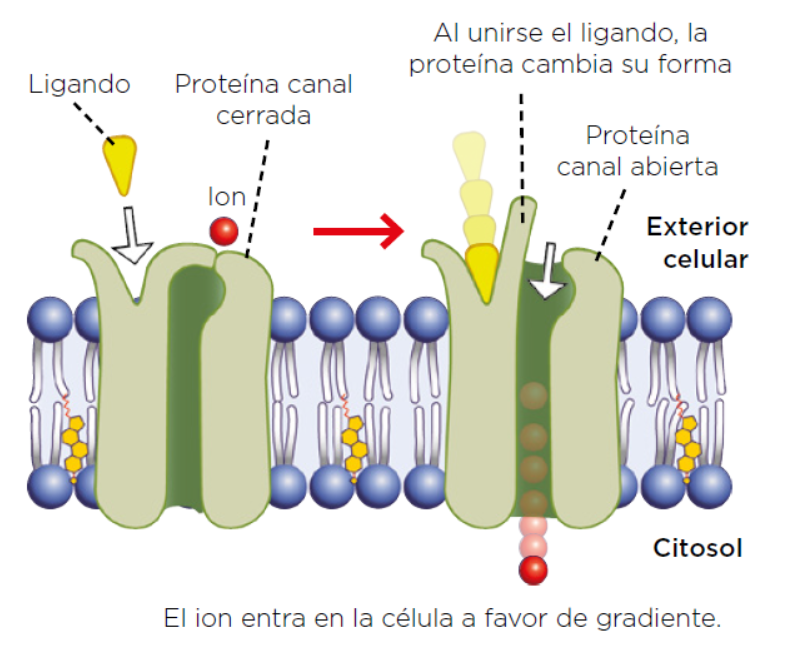 Ligando
Proteína canal
cerrada
Ion
Al unirse el ligando, la
proteína cambia su forma
Proteína
canal abierta
Exterior
celular
Citosol
El ion entra en la célula a favor de gradiente.